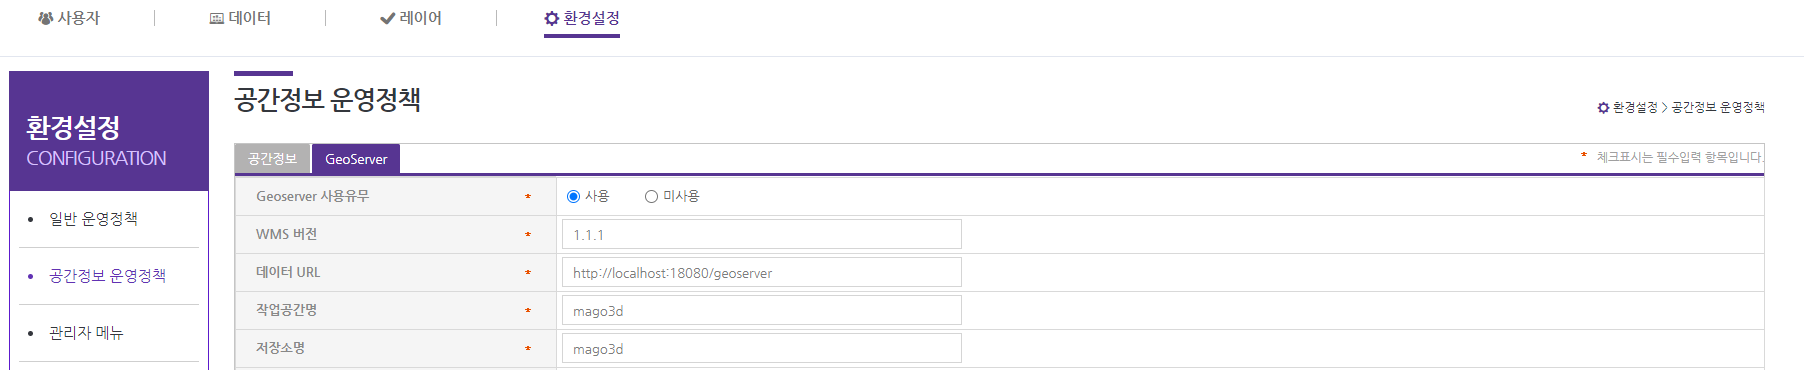 사용자
데이터
레이어
환경설정
환경설정
CONFIGURATION
일반 운영정책
공간정보 운영정책
관리자 메뉴
공간정보 운영정책
환경설정 > 공간정보 운영정책
공간정보
GeoServer
* 체크표시는 필수입력 항목입니다.
Geoserver 사용유무 * 사용 미사용
WMS 버전 * 1.1.1
데이터 URL * http://localhost:18080/geoserver
작업공간명 * mago3d
저장소명 * mago3d